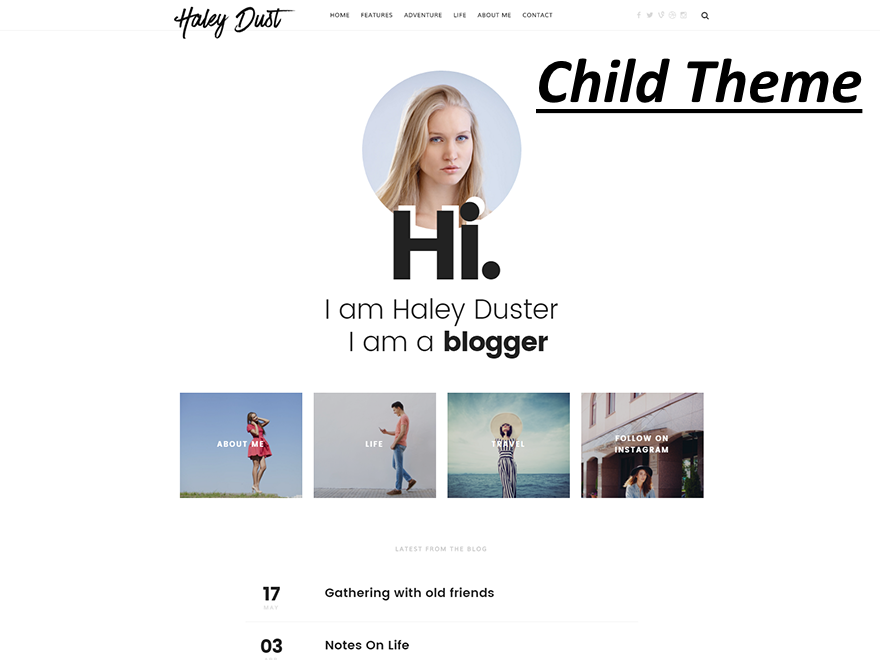 Haley Dust
HOME FEATURES ADVENTURE LIFE ABOUT ME CONTACT
Child Theme
Hi.
I am Haley Duster
I am a blogger
ABOUT ME
LIFE
TRAVEL
FOLLOW ON
INSTAGRAM
LATEST FROM THE BLOG
17
MAY
Gathering with old friends
03
Notes On Life